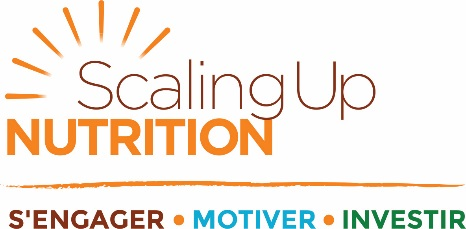 Scaling Up
NUTRITION
S'ENGAGER • MOTIVER • INVESTIR